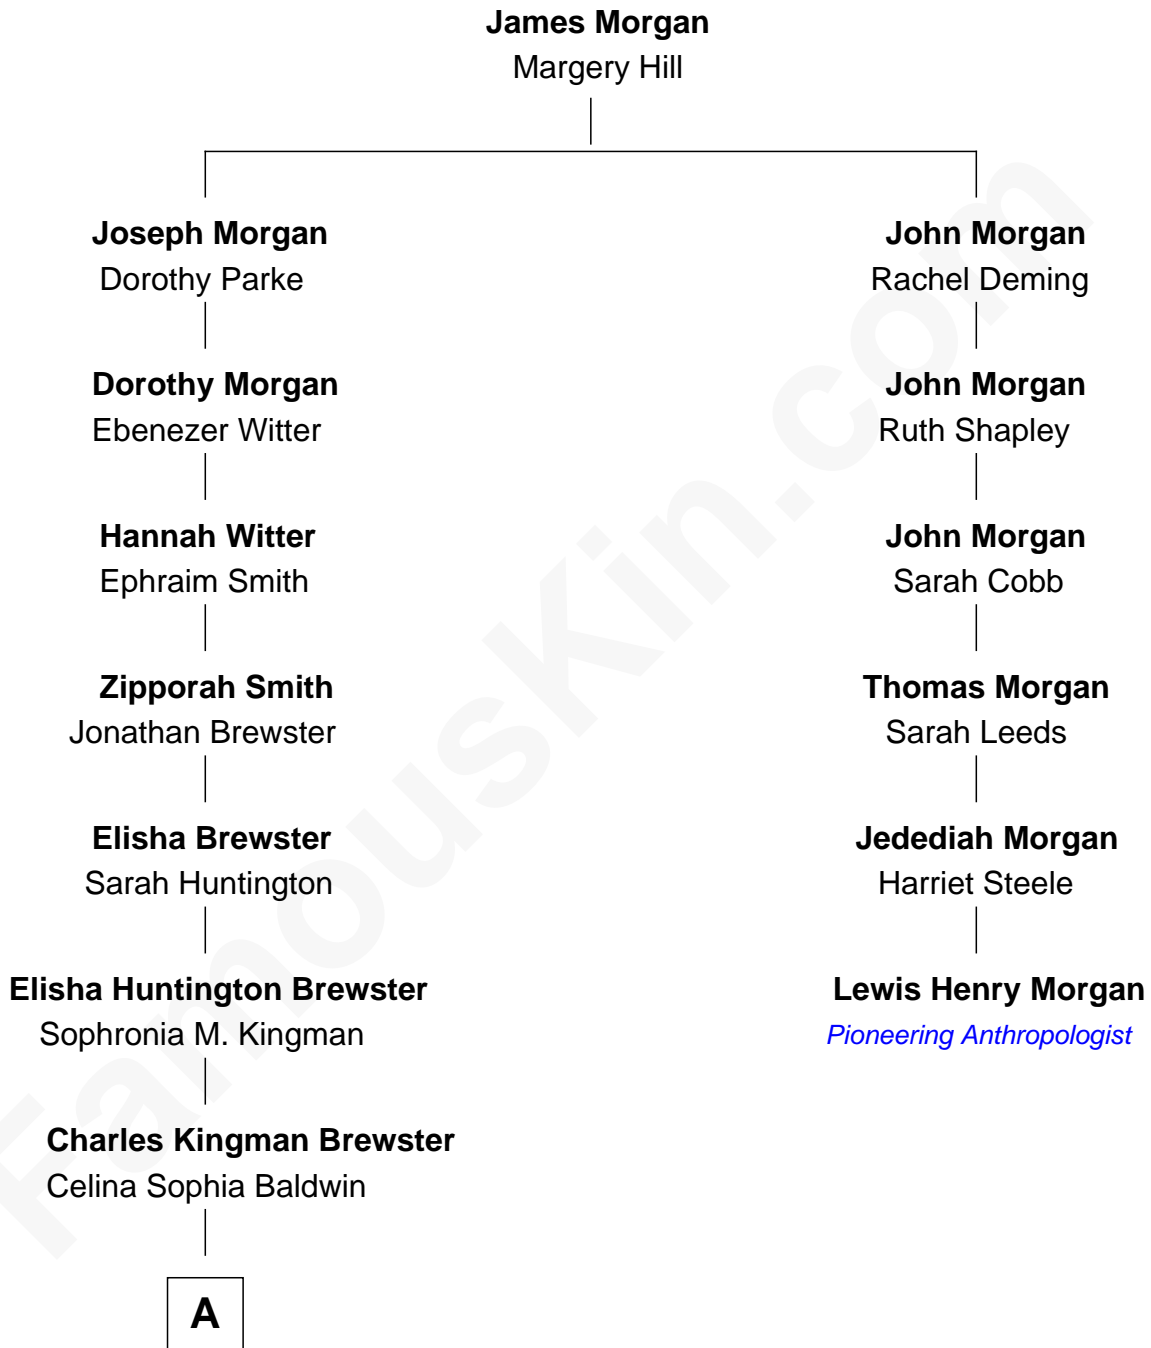 James Morgan
Margery Hill
Joseph Morgan
Dorothy Parke
Dorothy Morgan
Ebenezer Witter
Hannah Witter
Ephraim Smith
Zipporah Smith
Jonathan Brewster
Elisha Brewster
Sarah Huntington
Elisha Huntington Brewster
Sophronia M. Kingman
Charles Kingman Brewster
Celina Sophia Baldwin
A
John Morgan
Rachel Deming
John Morgan
Ruth Shapley
John Morgan
Sarah Cobb
Thomas Morgan
Sarah Leeds
Jedediah Morgan
Harriet Steele
Lewis Henry Morgan
Pioneering Anthropologist
FamousKin.com